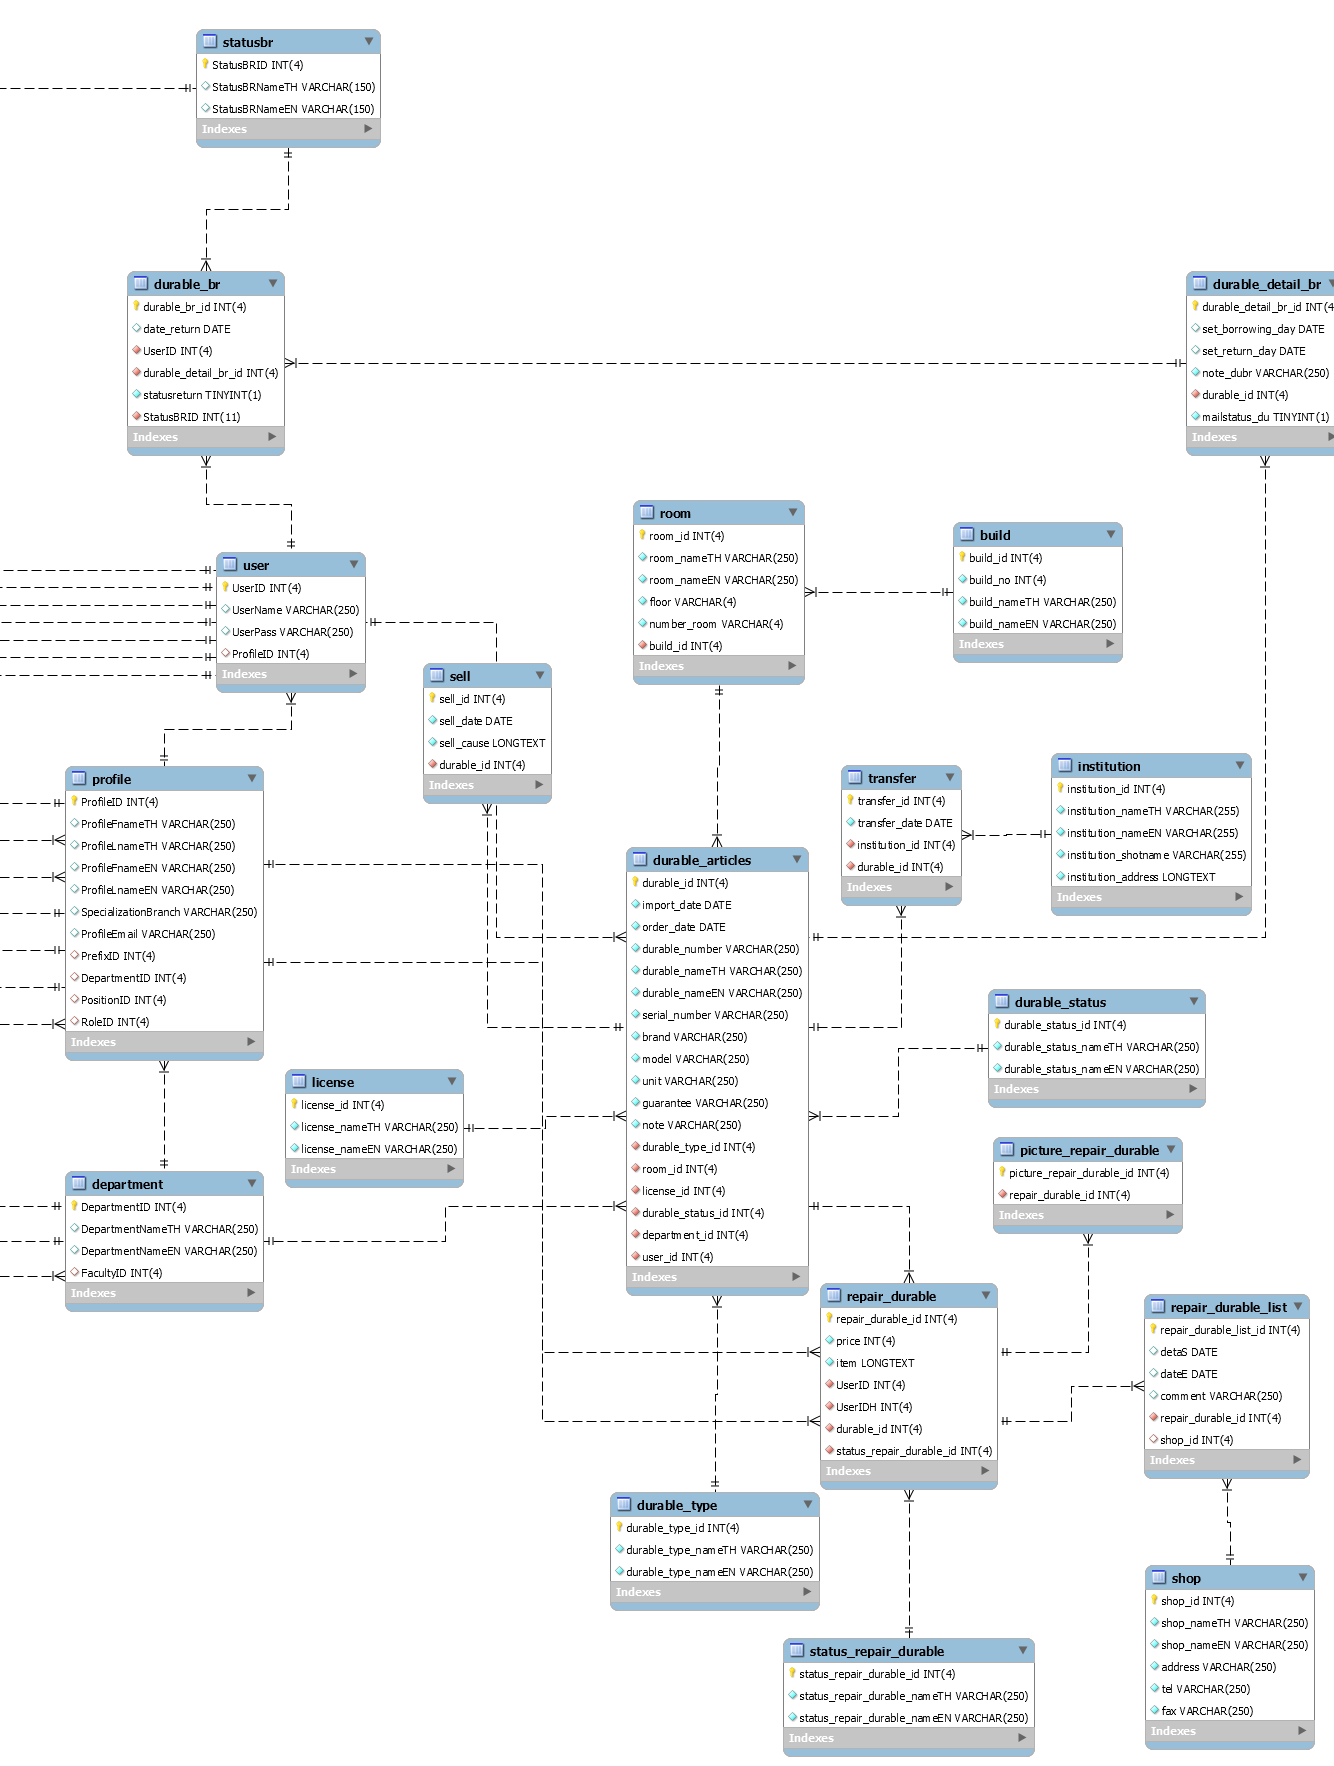 statusbr
StatusBRID INT(4)
StatusBRNameTH VARCHAR(150)
StatusBRNameEN VARCHAR(150)
Indexes
durable_br
durable_br_id INT(4)
date_return DATE
UserID INT(4)
durable_detail_br_id INT(4)
statusreturn TINYINT(1)
StatusBRID INT(11)
Indexes
durable_detail_br
durable_detail_br_id INT(4
set_borrowing_day DATE
set_return_day DATE
note_dubr VARCHAR(250)
durable_id INT(4)
mailstatus_du TINYINT(1)
Indexes
room
room_id INT(4)
room_nameTH VARCHAR(250)
room_nameEN VARCHAR(250)
floor VARCHAR(4)
number_room VARCHAR(4)
build_id INT(4)
Indexes
build
build_id INT(4)
build_no INT(4)
build_nameTH VARCHAR(250)
build_nameEN VARCHAR(250)
Indexes
user
UserID INT(4)
UserName VARCHAR(250)
UserPass VARCHAR(250)
ProfileID INT(4)
Indexes
sell
sell_id INT(4)
sell_date DATE
sell_cause LONGTEXT
durable_id INT(4)
Indexes
profile
ProfileID INT(4)
ProfileFnameTH VARCHAR(250)
ProfileLnameTH VARCHAR(250)
ProfileFnameEN VARCHAR(250)
ProfileLnameEN VARCHAR(250)
SpecializationBranch VARCHAR(250)
ProfileEmail VARCHAR(250)
PrefixID INT(4)
DepartmentID INT(4)
PositionID INT(4)
RoleID INT(4)
Indexes
transfer
transfer_id INT(4)
transfer_date DATE
institution_id INT(4)
durable_id INT(4)
Indexes
institution
institution_id INT(4)
institution_nameTH VARCHAR(255)
institution_nameEN VARCHAR(255)
institution_shotname VARCHAR(255)
institution_address LONGTEXT
Indexes
durable_articles
durable_id INT(4)
import_date DATE
order_date DATE
durable_number VARCHAR(250)
durable_nameTH VARCHAR(250)
durable_nameEN VARCHAR(250)
serial_number VARCHAR(250)
brand VARCHAR(250)
model VARCHAR(250)
unit VARCHAR(250)
guarantee VARCHAR(250)
note VARCHAR(250)
durable_type_id INT(4)
room_id INT(4)
license_id INT(4)
durable_status_id INT(4)
department_id INT(4)
user_id INT(4)
Indexes
durable_status
durable_status_id INT(4)
durable_status_nameTH VARCHAR(250)
durable_status_nameEN VARCHAR(250)
Indexes
license
license_id INT(4)
license_nameTH VARCHAR(250)
license_nameEN VARCHAR(250)
Indexes
picture_repair_durable
picture_repair_durable_id INT(4)
repair_durable_id INT(4)
Indexes
department
DepartmentID INT(4)
DepartmentNameTH VARCHAR(250)
DepartmentNameEN VARCHAR(250)
FacultyID INT(4)
Indexes
repair_durable
repair_durable_id INT(4)
price INT(4)
item LONGTEXT
UserID INT(4)
UserIDH INT(4)
durable_id INT(4)
status_repair_durable_id INT(4)
Indexes
repair_durable_list
repair_durable_list_id INT(4)
detaS DATE
dateE DATE
comment VARCHAR(250)
repair_durable_id INT(4)
shop_id INT(4)
Indexes
durable_type
durable_type_id INT(4)
durable_type_nameTH VARCHAR(250)
durable_type_nameEN VARCHAR(250)
Indexes
shop
shop_id INT(4)
shop_nameTH VARCHAR(250)
shop_nameEN VARCHAR(250)
address VARCHAR(250)
tel VARCHAR(250)
fax VARCHAR(250)
Indexes
status_repair_durable
status_repair_durable_id INT(4)
status_repair_durable_nameTH VARCHAR(250)
status_repair_durable_nameEN VARCHAR(250)
Indexes